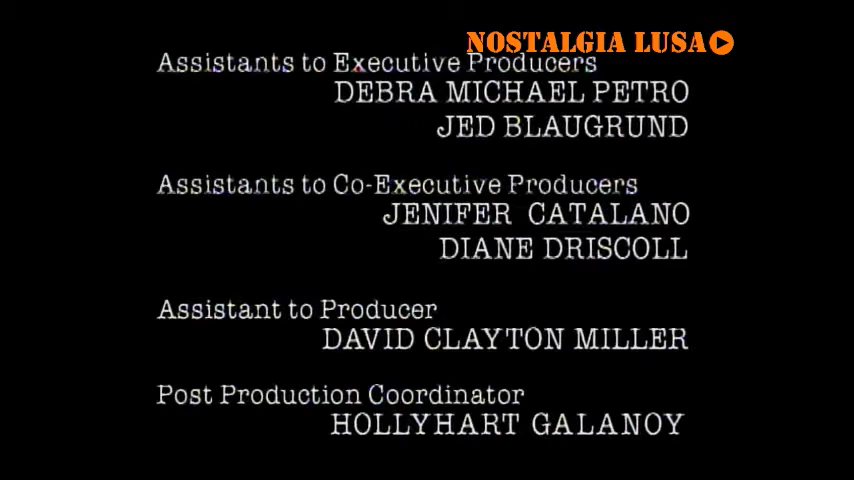 NOSTALGIA LUSA
Assistants to Executive Producers
DEBRA MICHAEL PETRO
JED BLAUGRUND
Assistants to Co-Executive Producers
JENIFER CATALANO
DIANE DRISCOLL
Assistant to Producer
DAVID CLAYTON MILLER
Post Production Coordinator
HOLLYHART GALANOY